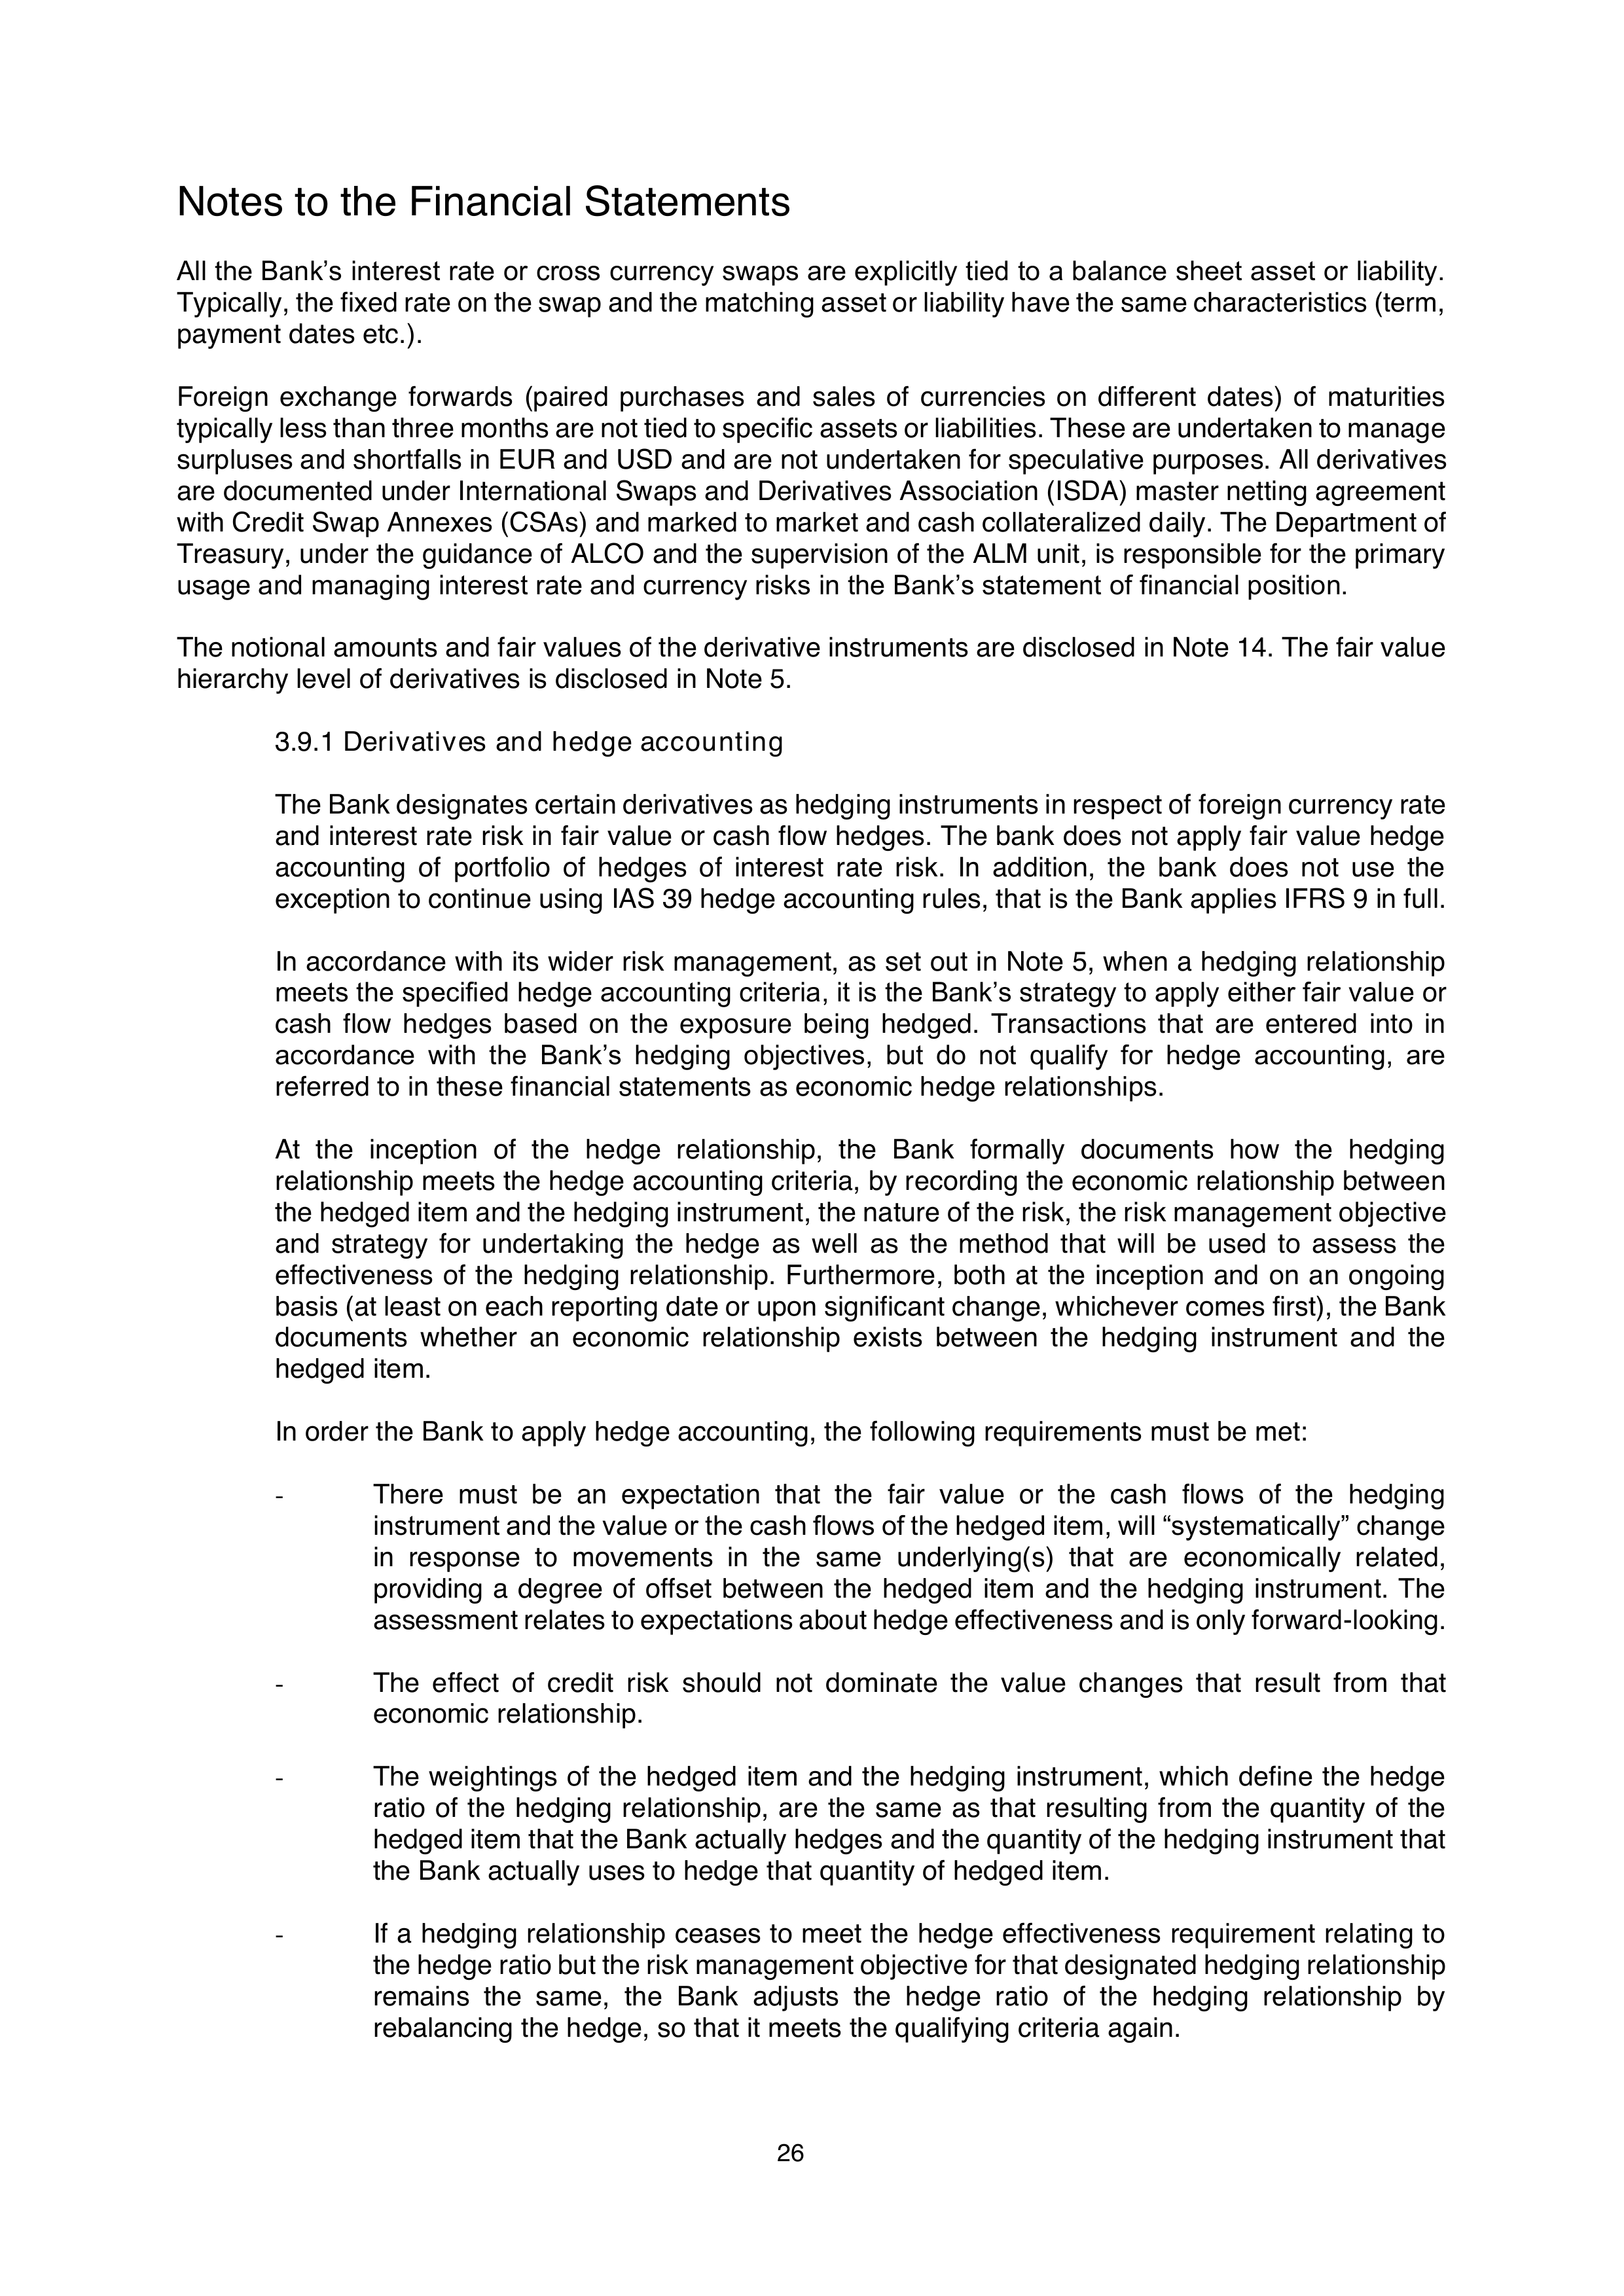 Notes to the Financial Statements
All the Bank’s interest rate or cross currency swaps are explicitly tied to a balance sheet asset or liability.
Typically, the fixed rate on the swap and the matching asset or liability have the same characteristics (term,
payment dates etc.).
Foreign exchange forwards (paired purchases and sales of currencies on different dates) of maturities
typically less than three months are not tied to specific assets or liabilities. These are undertaken to manage
surpluses and shortfalls in EUR and USD and are not undertaken for speculative purposes. All derivatives
are documented under International Swaps and Derivatives Association (ISDA) master netting agreement
with Credit Swap Annexes (CSAs) and marked to market and cash collateralized daily. The Department of
Treasury, under the guidance of ALCO and the supervision of the ALM unit, is responsible for the primary
usage and managing interest rate and currency risks in the Bank’s statement of financial position.
The notional amounts and fair values of the derivative instruments are disclosed in Note 14. The fair value
hierarchy level of derivatives is disclosed in Note 5.
3.9.1 Derivatives and hedge accounting
The Bank designates certain derivatives as hedging instruments in respect of foreign currency rate
and interest rate risk in fair value or cash flow hedges. The bank does not apply fair value hedge
accounting of portfolio of hedges of interest rate risk. In addition, the bank does not use the
exception to continue using IAS 39 hedge accounting rules, that is the Bank applies IFRS 9 in full.
In accordance with its wider risk management, as set out in Note 5, when a hedging relationship
meets the specified hedge accounting criteria, it is the Bank’s strategy to apply either fair value or
cash flow hedges based on the exposure being hedged. Transactions that are entered into in
accordance with the Bank’s hedging objectives, but do not qualify for hedge accounting, are
referred to in these financial statements as economic hedge relationships.
At the inception of the hedge relationship, the Bank formally documents how the hedging
relationship meets the hedge accounting criteria, by recording the economic relationship between
the hedged item and the hedging instrument, the nature of the risk, the risk management objective
and strategy for undertaking the hedge as well as the method that will be used to assess the
effectiveness of the hedging relationship. Furthermore, both at the inception and on an ongoing
basis (at least on each reporting date or upon significant change, whichever comes first), the Bank
documents whether an economic relationship exists between the hedging instrument and the
hedged item.
In order the Bank to apply hedge accounting, the following requirements must be met:
- There must be an expectation that the fair value or the cash flows of the hedging
instrument and the value or the cash flows of the hedged item, will “systematically” change
in response to movements in the same underlying(s) that are economically related,
providing a degree of offset between the hedged item and the hedging instrument. The
assessment relates to expectations about hedge effectiveness and is only forward-looking.
- The effect of credit risk should not dominate the value changes that result from that
economic relationship.
- The weightings of the hedged item and the hedging instrument, which define the hedge
ratio of the hedging relationship, are the same as that resulting from the quantity of the
hedged item that the Bank actually hedges and the quantity of the hedging instrument that
the Bank actually uses to hedge that quantity of hedged item.
- If a hedging relationship ceases to meet the hedge effectiveness requirement relating to
the hedge ratio but the risk management objective for that designated hedging relationship
remains the same, the Bank adjusts the hedge ratio of the hedging relationship by
rebalancing the hedge, so that it meets the qualifying criteria again.
26